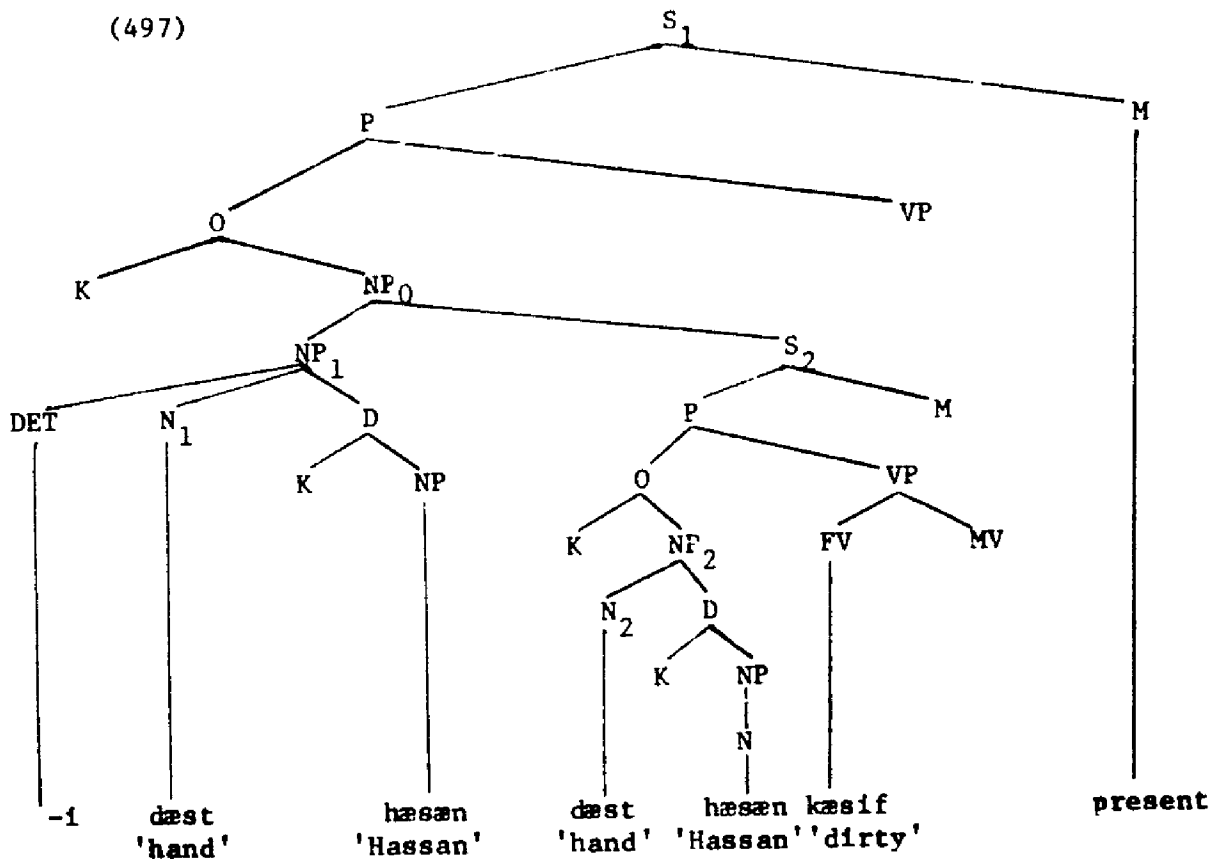 (497)
S1
P M
O VP
K NP0
NP1 S2
DET N1 D P M
K NP O VP
K NP2 FV MV
N2 D
K NP
N
-i dæst hæsæn dæst hæsæn kæsif present
'hand' 'Hassan' 'hand' 'Hassan' 'dirty'